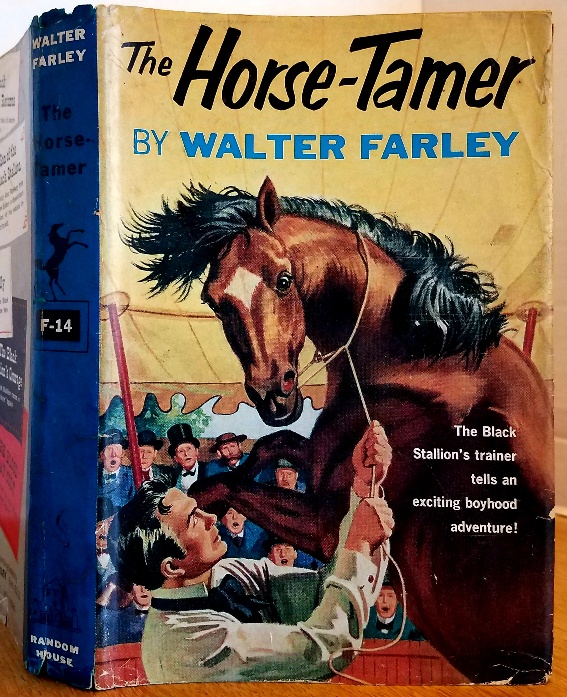 WALTER
FARLEY
The
Horse-
Tamer
F-14
RANDOM
HOUSE
The Horse-Tamer
BY WALTER FARLEY
The Black
Stallion's trainer
tells an
exciting boyhood
adventure!